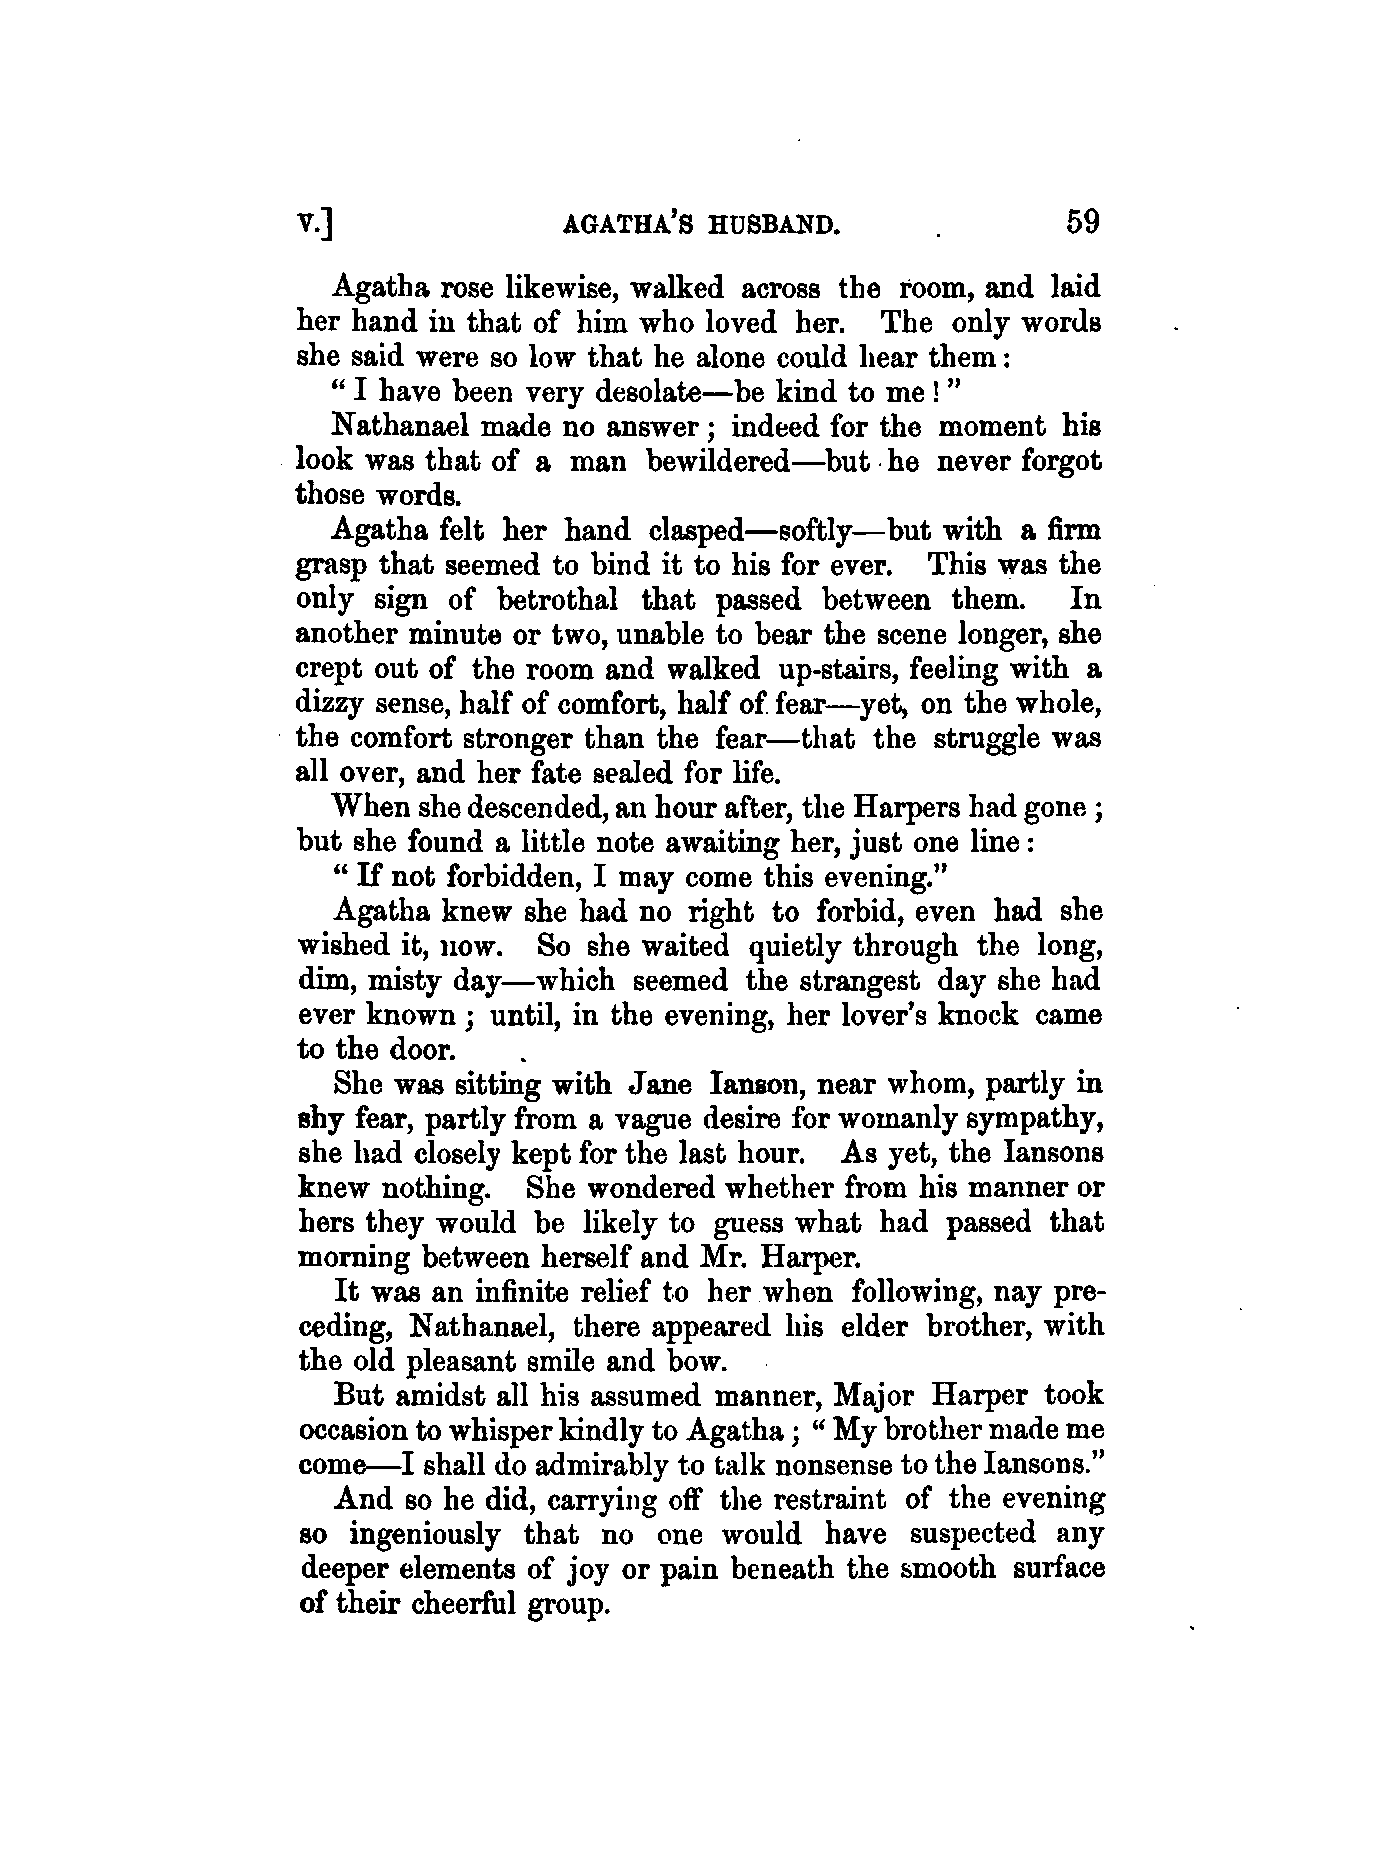 V.] AGATHA'S HUSBAND. 59
Agatha rose likewise, walked across the room, and laid
her hand in that of him who loved her. The only words
she said were so low that he alone could hear them:
"I have been very desolate—be kind to me!"
Nathanael made no answer; indeed for the moment his
look was that of a man bewildered—but he never forgot
those words.
Agatha felt her hand clasped—softly—but with a firm
grasp that seemed to bind it to his for ever. This was the
only sign of betrothal that passed between them. In
another minute or two, unable to bear the scene longer, she
crept out of the room and walked up-stairs, feeling with a
dizzy sense, half of comfort, half of fear—yet, on the whole,
the comfort stronger than the fear—that the struggle was
all over, and her fate sealed for life.
When she descended, an hour after, the Harpers had gone;
but she found a little note awaiting her, just one line:
"If not forbidden, I may come this evening."
Agatha knew she had no right to forbid, even had she
wished it, now. So she waited quietly through the long,
dim, misty day—which seemed the strangest day she had
ever known; until, in the evening, her lover's knock came
to the door.
She was sitting with Jane Ianson, near whom, partly in
shy fear, partly from a vague desire for womanly sympathy,
she had closely kept for the last hour. As yet, the Iansons
knew nothing. She wondered whether from his manner or
hers they would be likely to guess what had passed that
morning between herself and Mr. Harper.
It was an infinite relief to her when following, nay pre-
ceding, Nathanael, there appeared his elder brother, with
the old pleasant smile and bow.
But amidst all his assumed manner, Major Harper took
occasion to whisper kindly to Agatha; "My brother made me
come—I shall do admirably to talk nonsense to the Iansons."
And so he did, carrying off the restraint of the evening
so ingeniously that no one would have suspected any
deeper elements of joy or pain beneath the smooth surface
of their cheerful group.